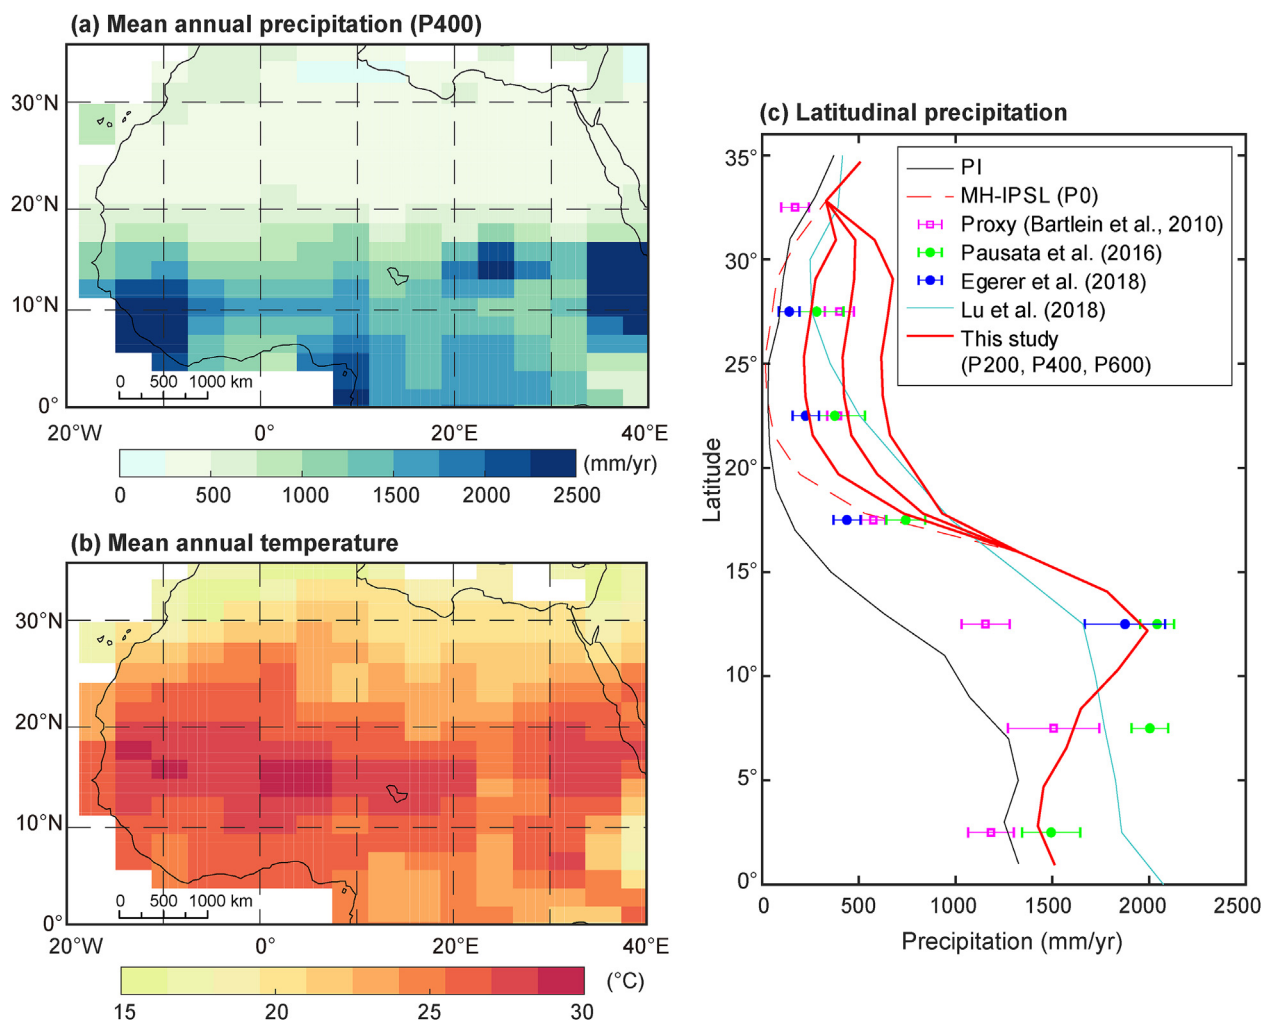 (a) Mean annual precipitation (P400)
30°N
20°N
10°N
0°
0 500 1000 km
20°W 0° 20°E 40°E
0 500 1000 1500 2000 2500
(mm/yr)
(b) Mean annual temperature
30°N
20°N
10°N
0°
0 500 1000 km
20°W 0° 20°E 40°E
15 20 25 30
(°C)
(c) Latitudinal precipitation
35°
30°
25°
20°
15°
10°
5°
0°
Latitude
PI
MH-IPSL (P0)
Proxy (Bartlein et al., 2010)
Pausata et al. (2016)
Egerer et al. (2018)
Lu et al. (2018)
This study
(P200, P400, P600)
0 500 1000 1500 2000 2500
Precipitation (mm/yr)